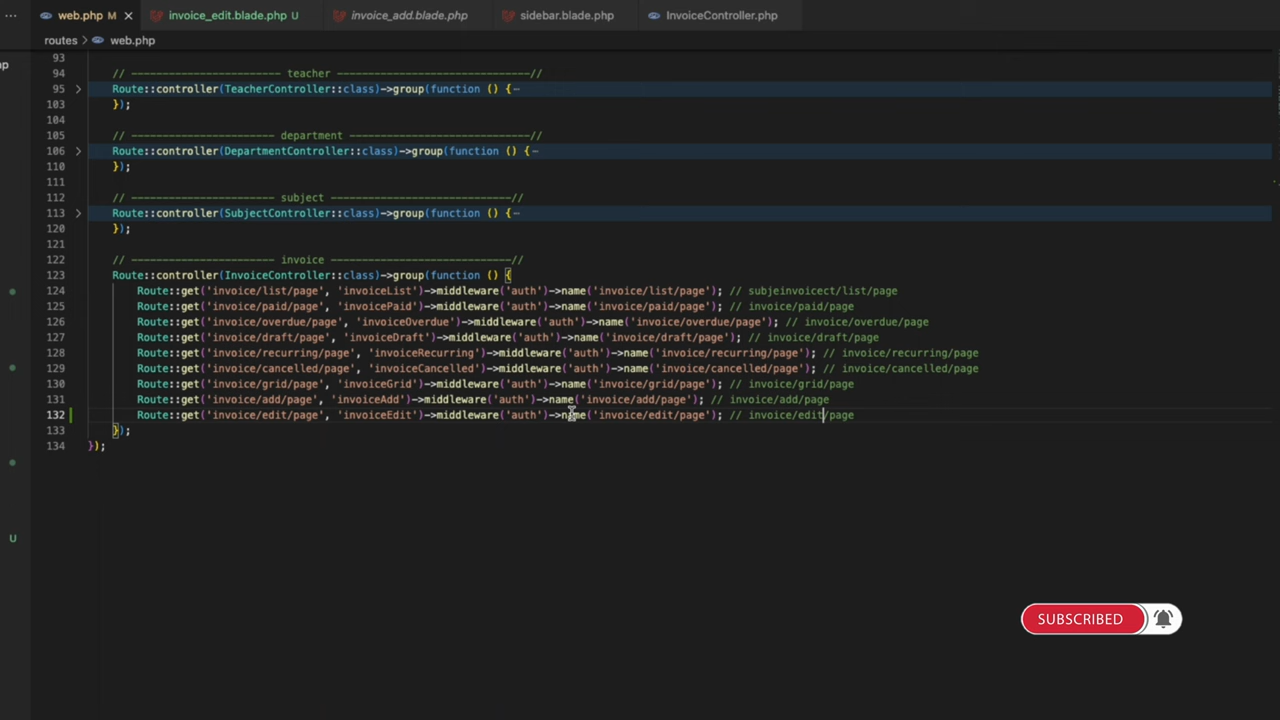 ... web.php M × invoice_edit.blade.php U invoice_add.blade.php sidebar.blade.php InvoiceController.php
routes > web.php
93
94 // ------------------------ teacher -------------------------------//
95 Route::controller(TeacherController::class)->group(function () {
103 });
104
105 // ----------------------- department -----------------------------//
106 Route::controller(DepartmentController::class)->group(function () {
110 });
111
112 // ----------------------- subject -----------------------------//
113 Route::controller(SubjectController::class)->group(function () {
120 });
121
122 // ----------------------- invoice -----------------------------//
123 Route::controller(InvoiceController::class)->group(function () {
124 Route::get('invoice/list/page', 'invoiceList')->middleware('auth')->name('invoice/list/page'); // subjeinvoicect/list/page
125 Route::get('invoice/paid/page', 'invoicePaid')->middleware('auth')->name('invoice/paid/page'); // invoice/paid/page
126 Route::get('invoice/overdue/page', 'invoiceOverdue')->middleware('auth')->name('invoice/overdue/page'); // invoice/overdue/page
127 Route::get('invoice/draft/page', 'invoiceDraft')->middleware('auth')->name('invoice/draft/page'); // invoice/draft/page
128 Route::get('invoice/recurring/page', 'invoiceRecurring')->middleware('auth')->name('invoice/recurring/page'); // invoice/recurring/page
129 Route::get('invoice/cancelled/page', 'invoiceCancelled')->middleware('auth')->name('invoice/cancelled/page'); // invoice/cancelled/page
130 Route::get('invoice/grid/page', 'invoiceGrid')->middleware('auth')->name('invoice/grid/page'); // invoice/grid/page
131 Route::get('invoice/add/page', 'invoiceAdd')->middleware('auth')->name('invoice/add/page'); // invoice/add/page
132 Route::get('invoice/edit/page', 'invoiceEdit')->middleware('auth')->name('invoice/edit/page'); // invoice/edit/page
133 });
134 });
U
SUBSCRIBED